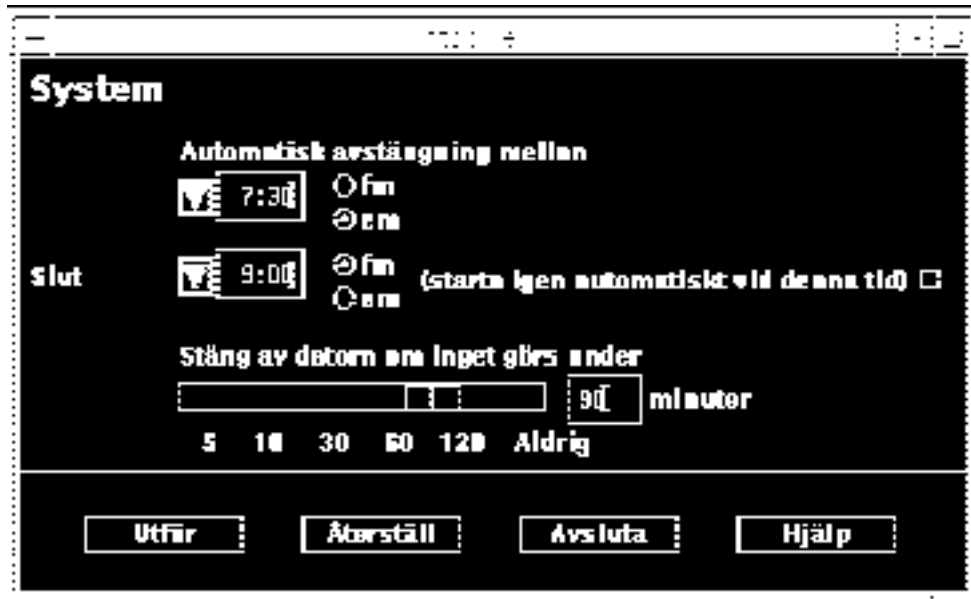 System
Automatisk avstängning mellan
7:30 fm
em
Slut 9:00 fm (starta igen automatiskt vid denna tid)
em
Stäng av datorn om inget görs under
90 minuter
5 10 30 60 120 Aldrig
Utför Återställ Avsluta Hjälp